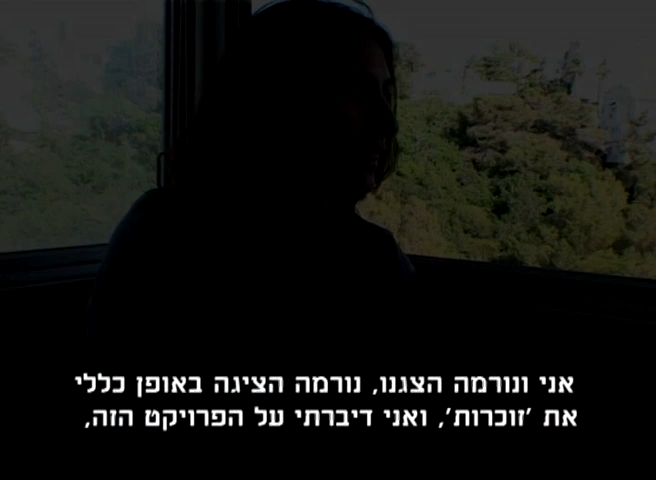 אני ונורמה הצגנו, נורמה הציגה באופן כללי
את 'זוכרות', ואני דיברתי על הפרויקט הזה,